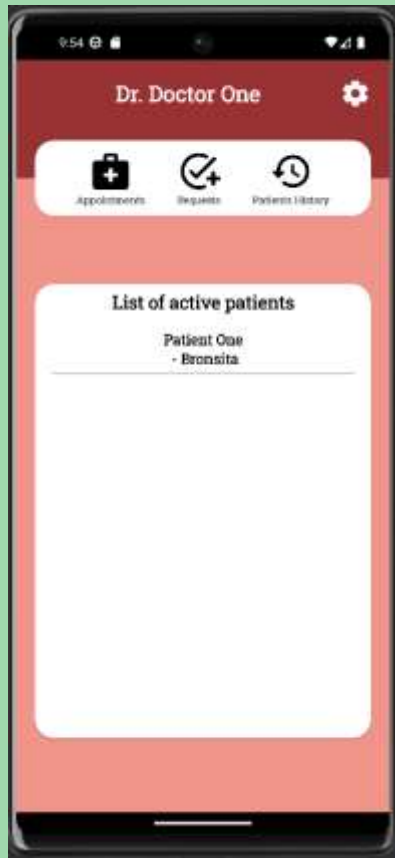 9:54
Dr. Doctor One
Appointments Requests Patients History
List of active patients
Patient One
- Bronsita